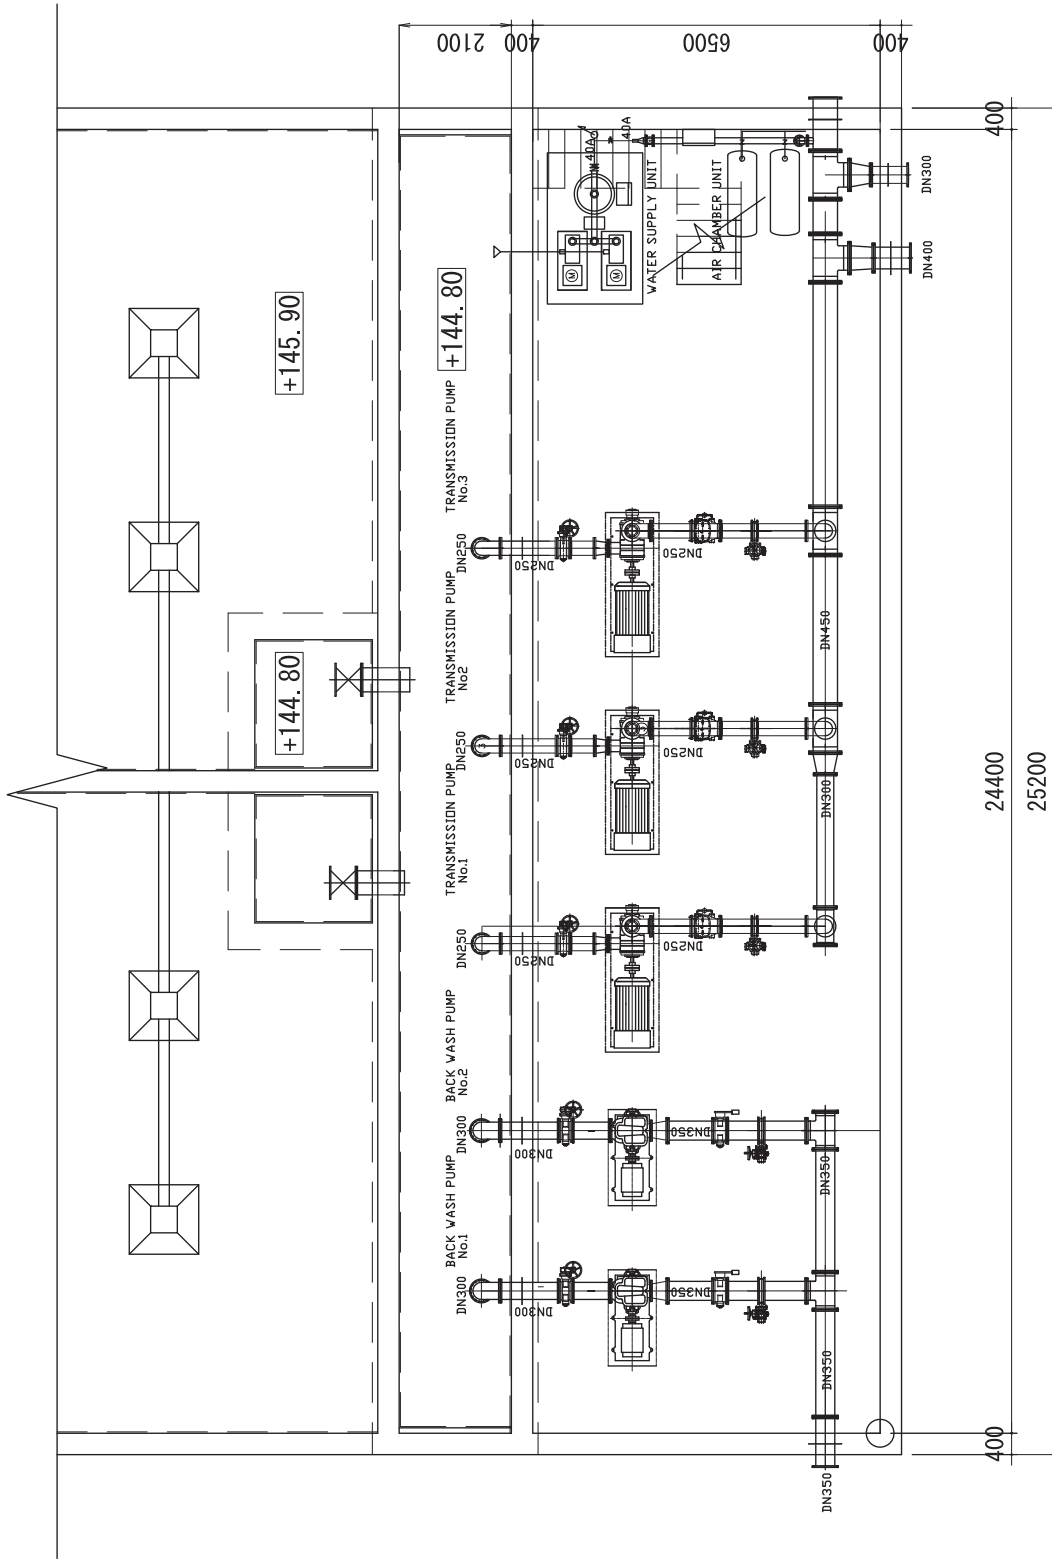 2100
400
6500
400
400
40A
40A
DN300
WATER SUPPLY UNIT
AIR CHAMBER UNIT
DN400
+145.90
+144.80
M
M
TRANSMISSION PUMP
No.3
DN250
DN250
DN250
TRANSMISSION PUMP
No2
DN450
+144.80
DN250
DN250
DN250
3
TRANSMISSION PUMP
No.1
DN300
24400
25200
DN250
DN250
DN250
BACK WASH PUMP
No.2
DN300
DN300
DN350
DN350
BACK WASH PUMP
No.1
DN300
DN300
DN350
DN350
400
DN350